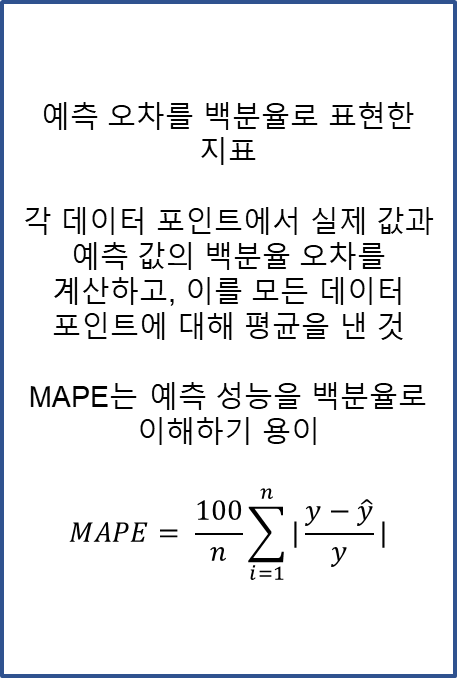 예측 오차를 백분율로 표현한
지표
각 데이터 포인트에서 실제 값과
예측 값의 백분율 오차를
계산하고, 이를 모든 데이터
포인트에 대해 평균을 낸 것
MAPE는 예측 성능을 백분율로
이해하기 용이
MAPE = 100/n ∑_{i=1}^{n} |(y − ŷ)/y|